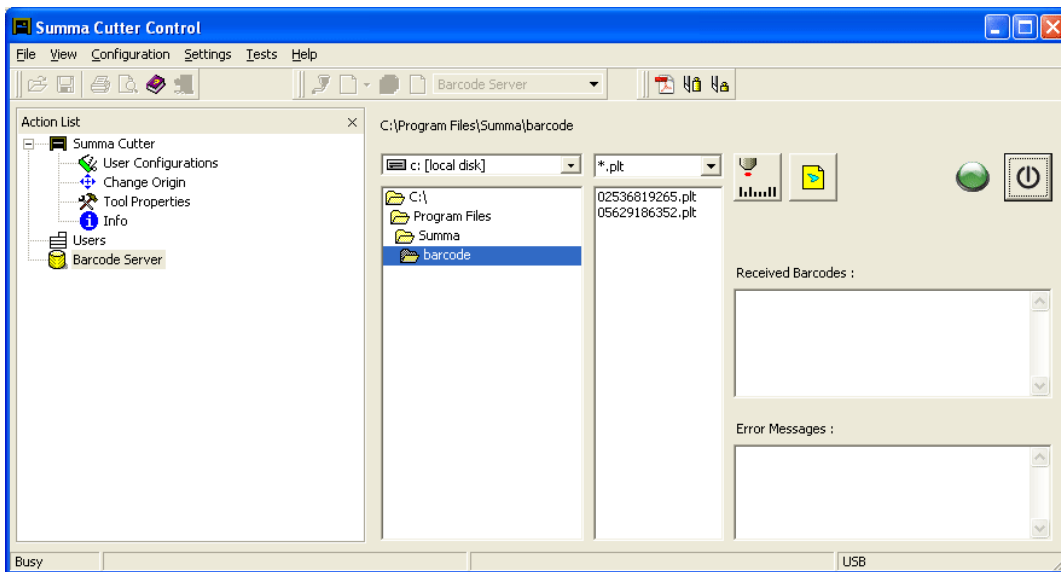 Summa Cutter Control
File View Configuration Settings Tests Help
Barcode Server
Action List
Summa Cutter
User Configurations
Change Origin
Tool Properties
Info
Users
Barcode Server
C:\Program Files\Summa\barcode
c: [local disk]
*.plt
C:\
Program Files
Summa
barcode
02536819265.plt
05629186352.plt
Received Barcodes :
Error Messages :
Busy
USB